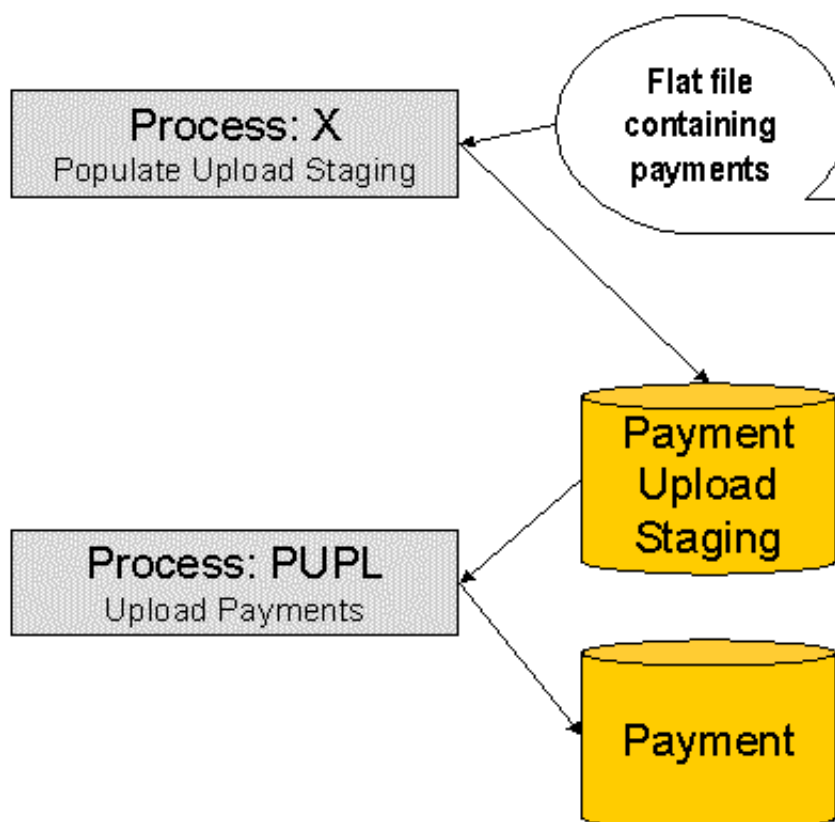 Process: X
Populate Upload Staging
Flat file
containing
payments
Payment
Upload
Staging
Process: PUPL
Upload Payments
Payment